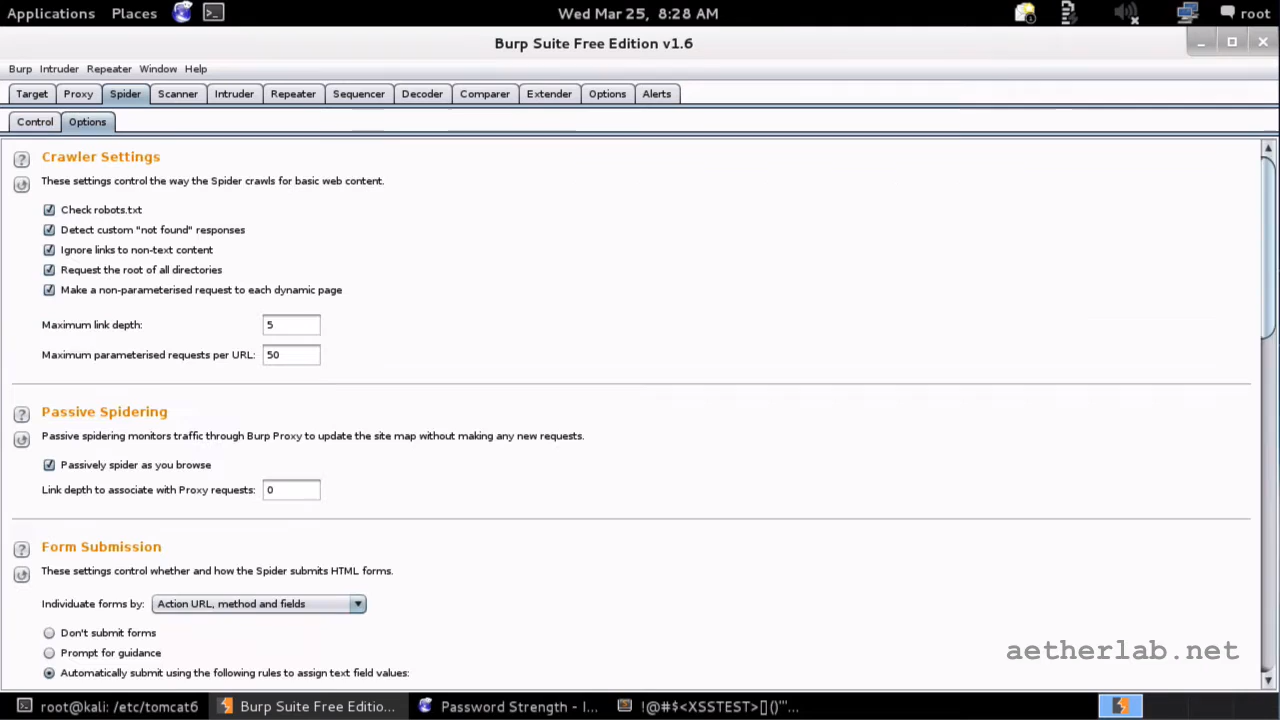 Applications Places Wed Mar 25, 8:28 AM root
Burp Suite Free Edition v1.6
Burp Intruder Repeater Window Help
Target Proxy Spider Scanner Intruder Repeater Sequencer Decoder Comparer Extender Options Alerts
Control Options
? Crawler Settings
These settings control the way the Spider crawls for basic web content.
Check robots.txt
Detect custom "not found" responses
Ignore links to non-text content
Request the root of all directories
Make a non-parameterised request to each dynamic page
Maximum link depth: 5
Maximum parameterised requests per URL: 50
? Passive Spidering
Passive spidering monitors traffic through Burp Proxy to update the site map without making any new requests.
Passively spider as you browse
Link depth to associate with Proxy requests: 0
? Form Submission
These settings control whether and how the Spider submits HTML forms.
Individuate forms by: Action URL, method and fields
Don't submit forms
Prompt for guidance
Automatically submit using the following rules to assign text field values:
aetherlab.net
root@kali: /etc/tomcat6 Burp Suite Free Editio... Password Strength - I... !@#$<XSSTEST>[]()'"...